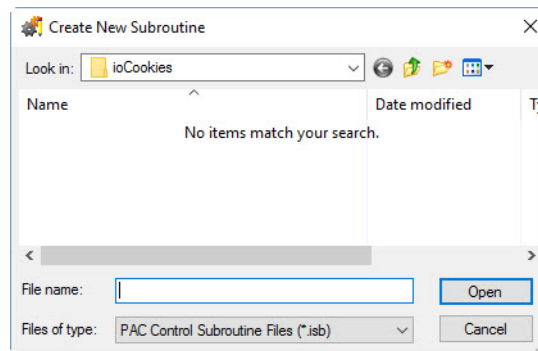 Create New Subroutine
Look in: ioCookies
Name Date modified
No items match your search.
File name:
Open
Files of type: PAC Control Subroutine Files (*.isb)
Cancel